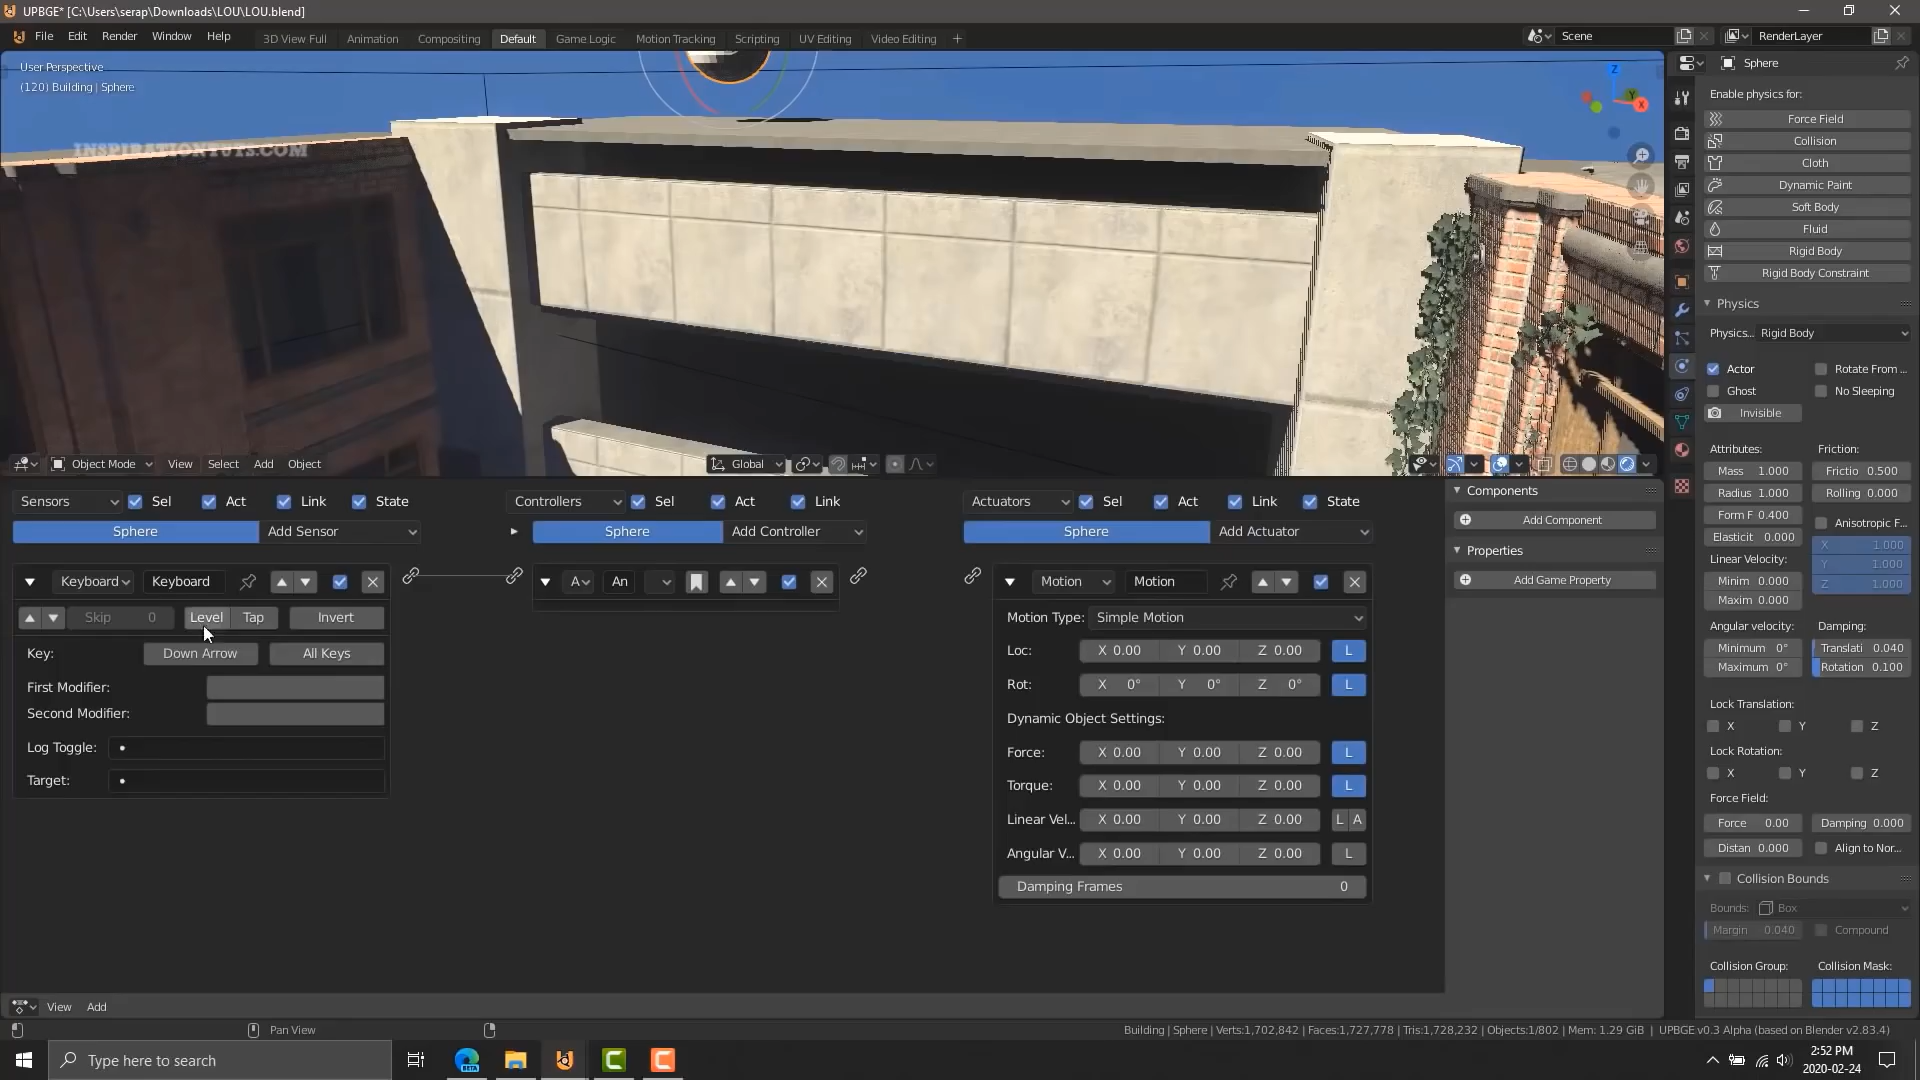 UPBGE* [C:\Users\serap\Downloads\LOU\LOU.blend]
File Edit Render Window Help 3D View Full Animation Compositing Default Game Logic Motion Tracking Scripting UV Editing Video Editing + Scene RenderLayer
User Perspective
(120) Building | Sphere
INSPIRATIONTUTS.COM
Z
Y
X
Object Mode View Select Add Object Global
Sensors Sel Act Link State Controllers Sel Act Link Actuators Sel Act Link State
Sphere Add Sensor Sphere Add Controller Sphere Add Actuator
Keyboard Keyboard A An Motion Motion
Skip 0 Level Tap Invert
Key: Down Arrow All Keys
First Modifier:
Second Modifier:
Log Toggle:
Target:
Motion Type: Simple Motion
Loc: X 0.00 Y 0.00 Z 0.00 L
Rot: X 0° Y 0° Z 0° L
Dynamic Object Settings:
Force: X 0.00 Y 0.00 Z 0.00 L
Torque: X 0.00 Y 0.00 Z 0.00 L
Linear Vel... X 0.00 Y 0.00 Z 0.00 L A
Angular V... X 0.00 Y 0.00 Z 0.00 L
Damping Frames 0
Components
Add Component
Properties
Add Game Property
Sphere
Enable physics for:
Force Field
Collision
Cloth
Dynamic Paint
Soft Body
Fluid
Rigid Body
Rigid Body Constraint
Physics
Physics... Rigid Body
Actor Rotate From ...
Ghost No Sleeping
Invisible
Attributes: Friction:
Mass 1.000 Frictio 0.500
Radius 1.000 Rolling 0.000
Form F 0.400 Anisotropic F...
Elasticit 0.000 X 1.000
Linear Velocity: Y 1.000
Minim 0.000 Z 1.000
Maxim 0.000
Angular velocity: Damping:
Minimum 0° Translati 0.040
Maximum 0° Rotation 0.100
Lock Translation:
X Y Z
Lock Rotation:
X Y Z
Force Field:
Force 0.00 Damping 0.000
Distan 0.000 Align to Nor...
Collision Bounds
Bounds: Box
Margin 0.040 Compound
Collision Group: Collision Mask:
View Add
Pan View
Building | Sphere | Verts:1,702,842 | Faces:1,727,778 | Tris:1,728,232 | Objects:1/802 | Mem: 1.29 GiB | UPBGE v0.3 Alpha (based on Blender v2.83.4)
Type here to search
BETA
2:52 PM
2020-02-24